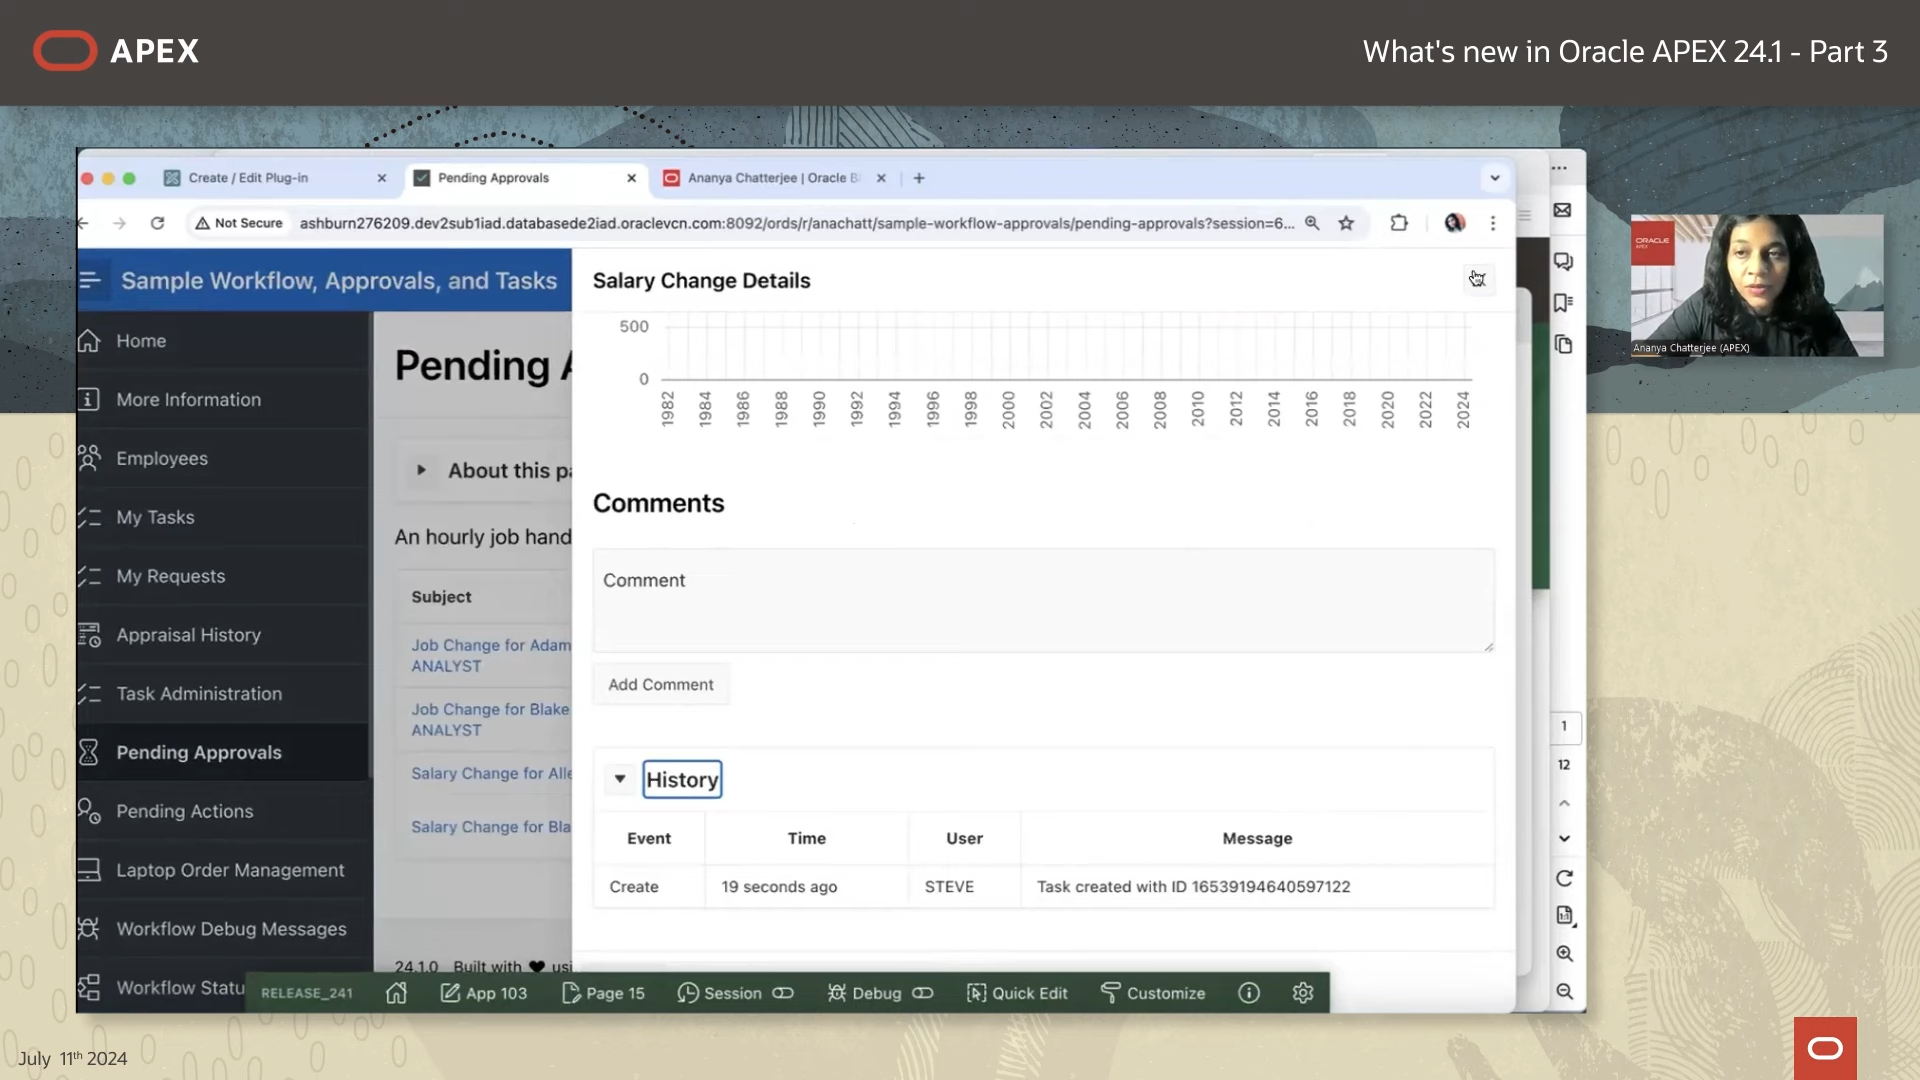 APEX
What's new in Oracle APEX 24.1 - Part 3
Create / Edit Plug-in
Pending Approvals
Ananya Chatterjee | Oracle B
Not Secure
ashburn276209.dev2sub1iad.databasede2iad.oraclevcn.com:8092/ords/r/anachatt/sample-workflow-approvals/pending-approvals?session=6...
Sample Workflow, Approvals, and Tasks
Home
More Information
Employees
My Tasks
My Requests
Appraisal History
Task Administration
Pending Approvals
Pending Actions
Laptop Order Management
Workflow Debug Messages
Workflow Statu
Pending A
About this pa
An hourly job hand
Subject
Job Change for Adam
ANALYST
Job Change for Blake
ANALYST
Salary Change for Alle
Salary Change for Bla
24.1.0 Built with ❤ usi
Salary Change Details
500
0
1982 1984 1986 1988 1990 1992 1994 1996 1998 2000 2002 2004 2006 2008 2010 2012 2014 2016 2018 2020 2022 2024
Comments
Comment
Add Comment
History
Event Time User Message
Create 19 seconds ago STEVE Task created with ID 16539194640597122
RELEASE_241 App 103 Page 15 Session Debug Quick Edit Customize
1
12
ORACLE
APEX
Ananya Chatterjee (APEX)
July 11th 2024